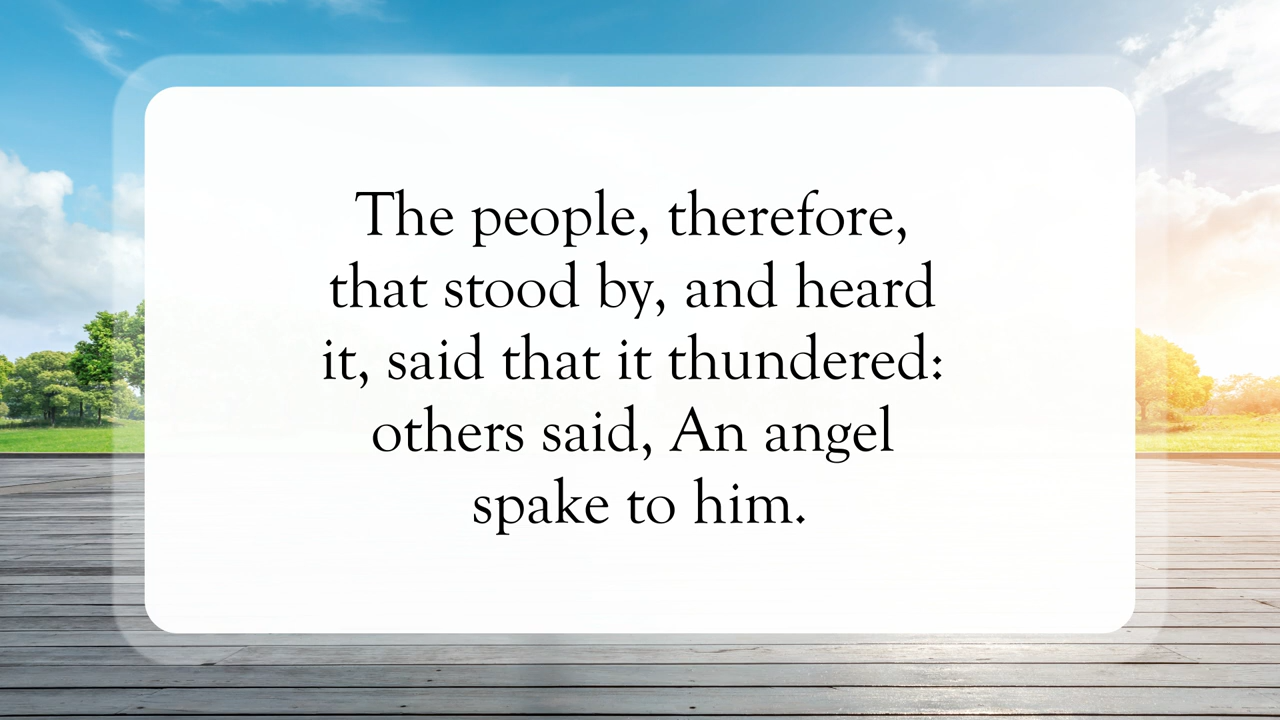 The people, therefore,
that stood by, and heard
it, said that it thundered:
others said, An angel
spake to him.